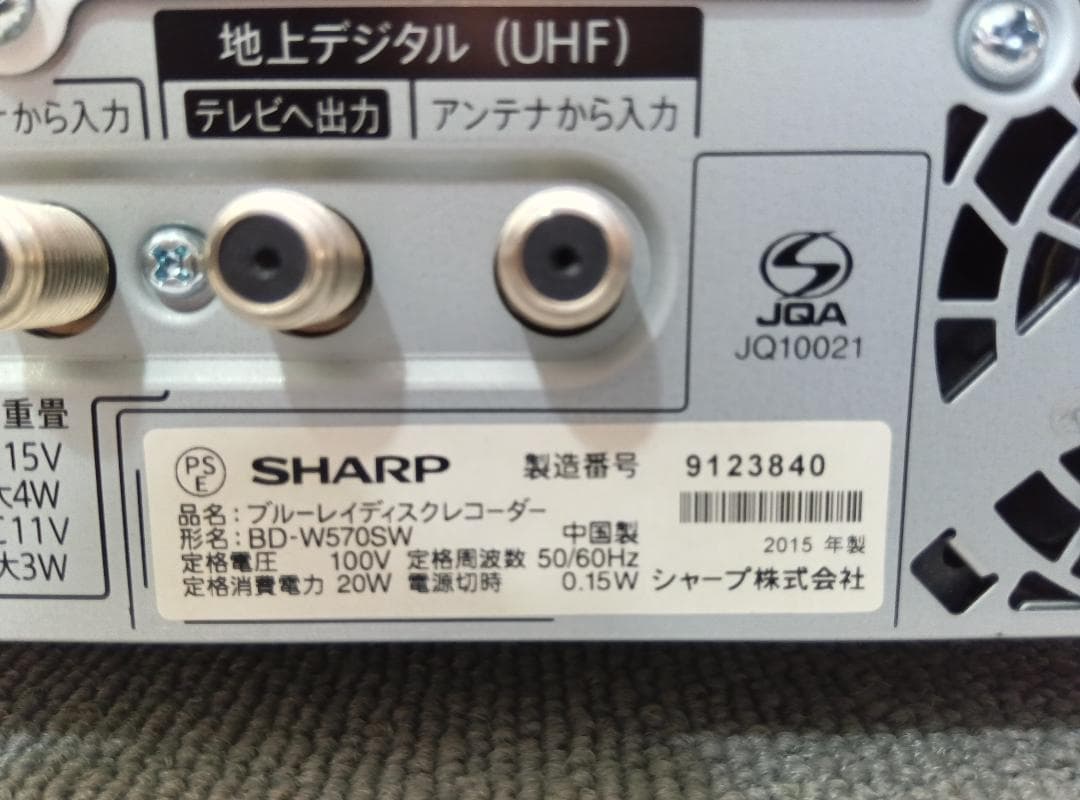 地上デジタル (UHF)
から入力
テレビへ出力
アンテナから入力
JQA
JQ10021
重畳
15V
大4W
C11V
大3W
PS
E
SHARP
製造番号 9123840
品名:ブルーレイディスクレコーダー
形名:BD-W570SW 中国製
2015 年製
定格電圧 100V 定格周波数 50/60Hz
定格消費電力 20W 電源切時 0.15W シャープ株式会社